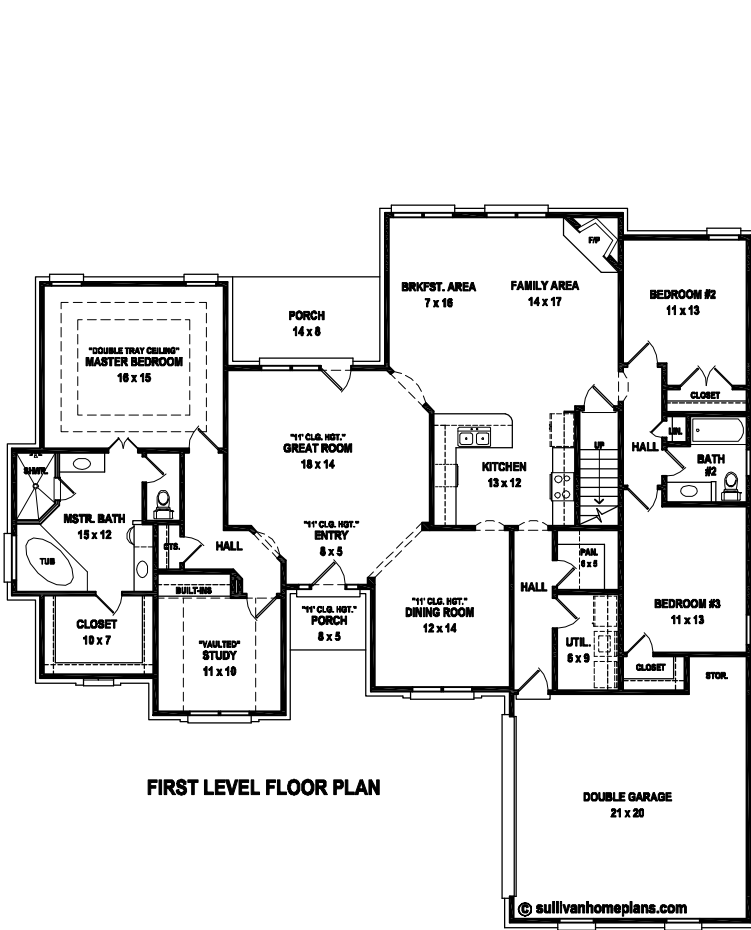 F/P
BRKFST. AREA
7 x 16
FAMILY AREA
14 x 17
BEDROOM #2
11 x 13
PORCH
14 x 8
"DOUBLE TRAY CEILING"
MASTER BEDROOM
16 x 15
CLOSET
"11' CLG. HGT."
GREAT ROOM
18 x 14
UP
LIN.
HALL
BATH
#2
KITCHEN
13 x 12
SHWR.
MSTR. BATH
15 x 12
"11' CLG. HGT."
ENTRY
8 x 5
TUB
HALL
PAN.
5 x 5
HALL
BUILT-INS
"11' CLG. HGT."
PORCH
8 x 5
"11' CLG. HGT."
DINING ROOM
12 x 14
BEDROOM #3
11 x 13
CLOSET
10 x 7
"VAULTED"
STUDY
11 x 10
UTIL.
6 x 9
CLOSET
STOR.
FIRST LEVEL FLOOR PLAN
DOUBLE GARAGE
21 x 20
© sullivanhomeplans.com